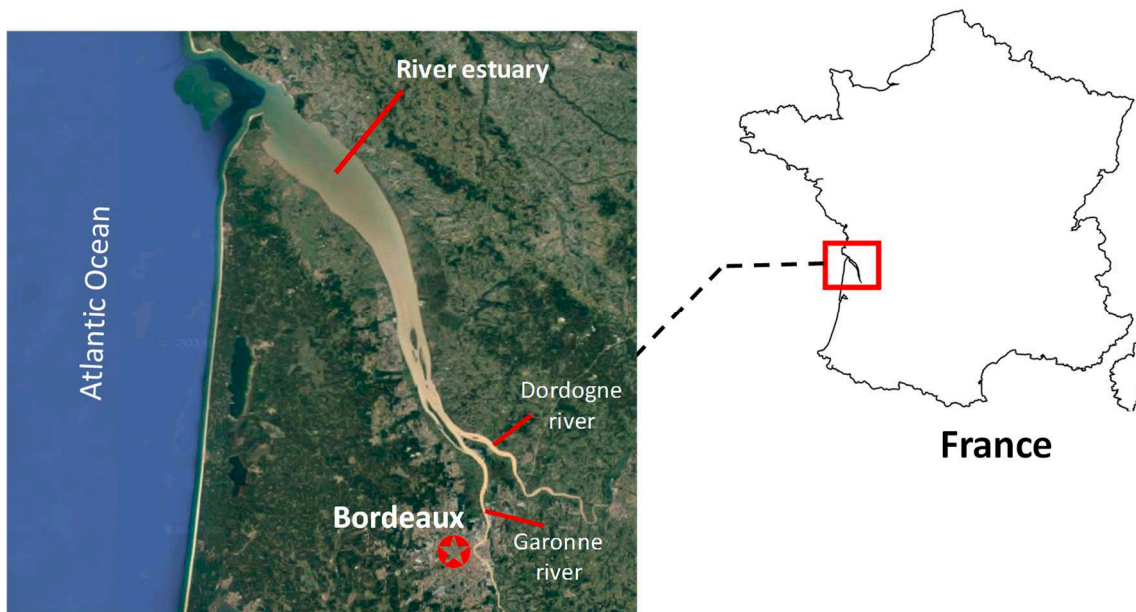 River estuary
Atlantic Ocean
Dordogne
river
France
Bordeaux
Garonne
river